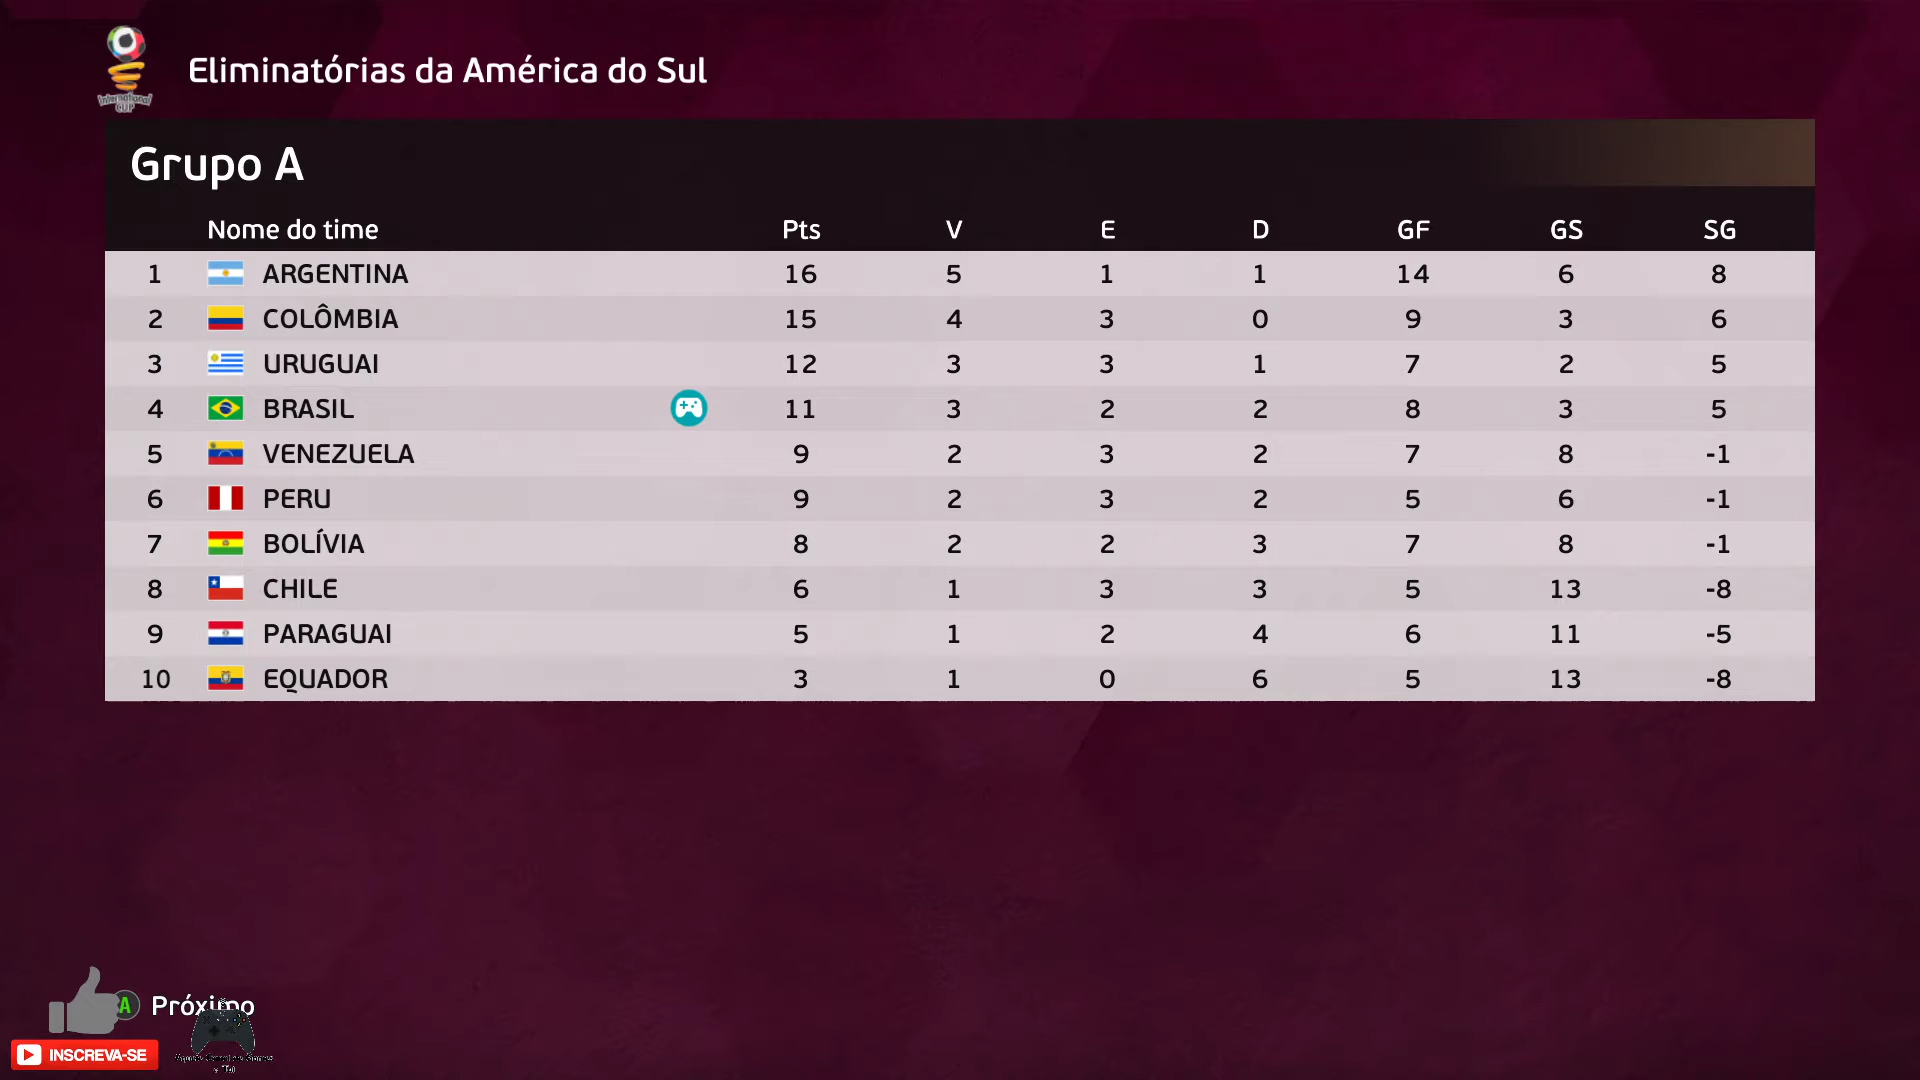 International
CUP
Eliminatórias da América do Sul
Grupo A
Nome do time Pts V E D GF GS SG
1 ARGENTINA 16 5 1 1 14 6 8
2 COLÔMBIA 15 4 3 0 9 3 6
3 URUGUAI 12 3 3 1 7 2 5
4 BRASIL 11 3 2 2 8 3 5
5 VENEZUELA 9 2 3 2 7 8 -1
6 PERU 9 2 3 2 5 6 -1
7 BOLÍVIA 8 2 2 3 7 8 -1
8 CHILE 6 1 3 3 5 13 -8
9 PARAGUAI 5 1 2 4 6 11 -5
10 EQUADOR 3 1 0 6 5 13 -8
A Próximo
INSCREVA-SE